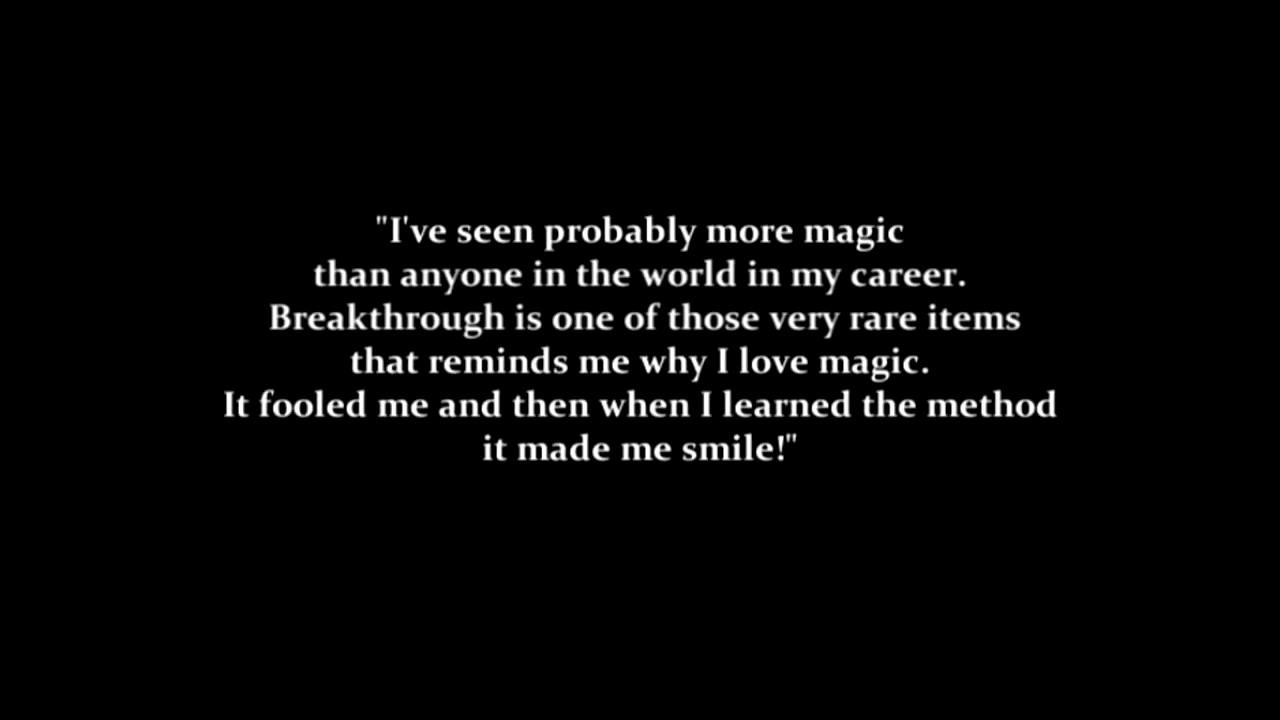 "I've seen probably more magic
than anyone in the world in my career.
Breakthrough is one of those very rare items
that reminds me why I love magic.
It fooled me and then when I learned the method
it made me smile!"